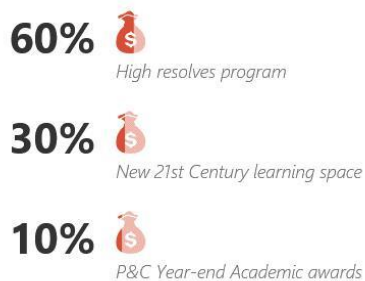 60%
$
High resolves program
30%
$
New 21st Century learning space
10%
$
P&C Year-end Academic awards